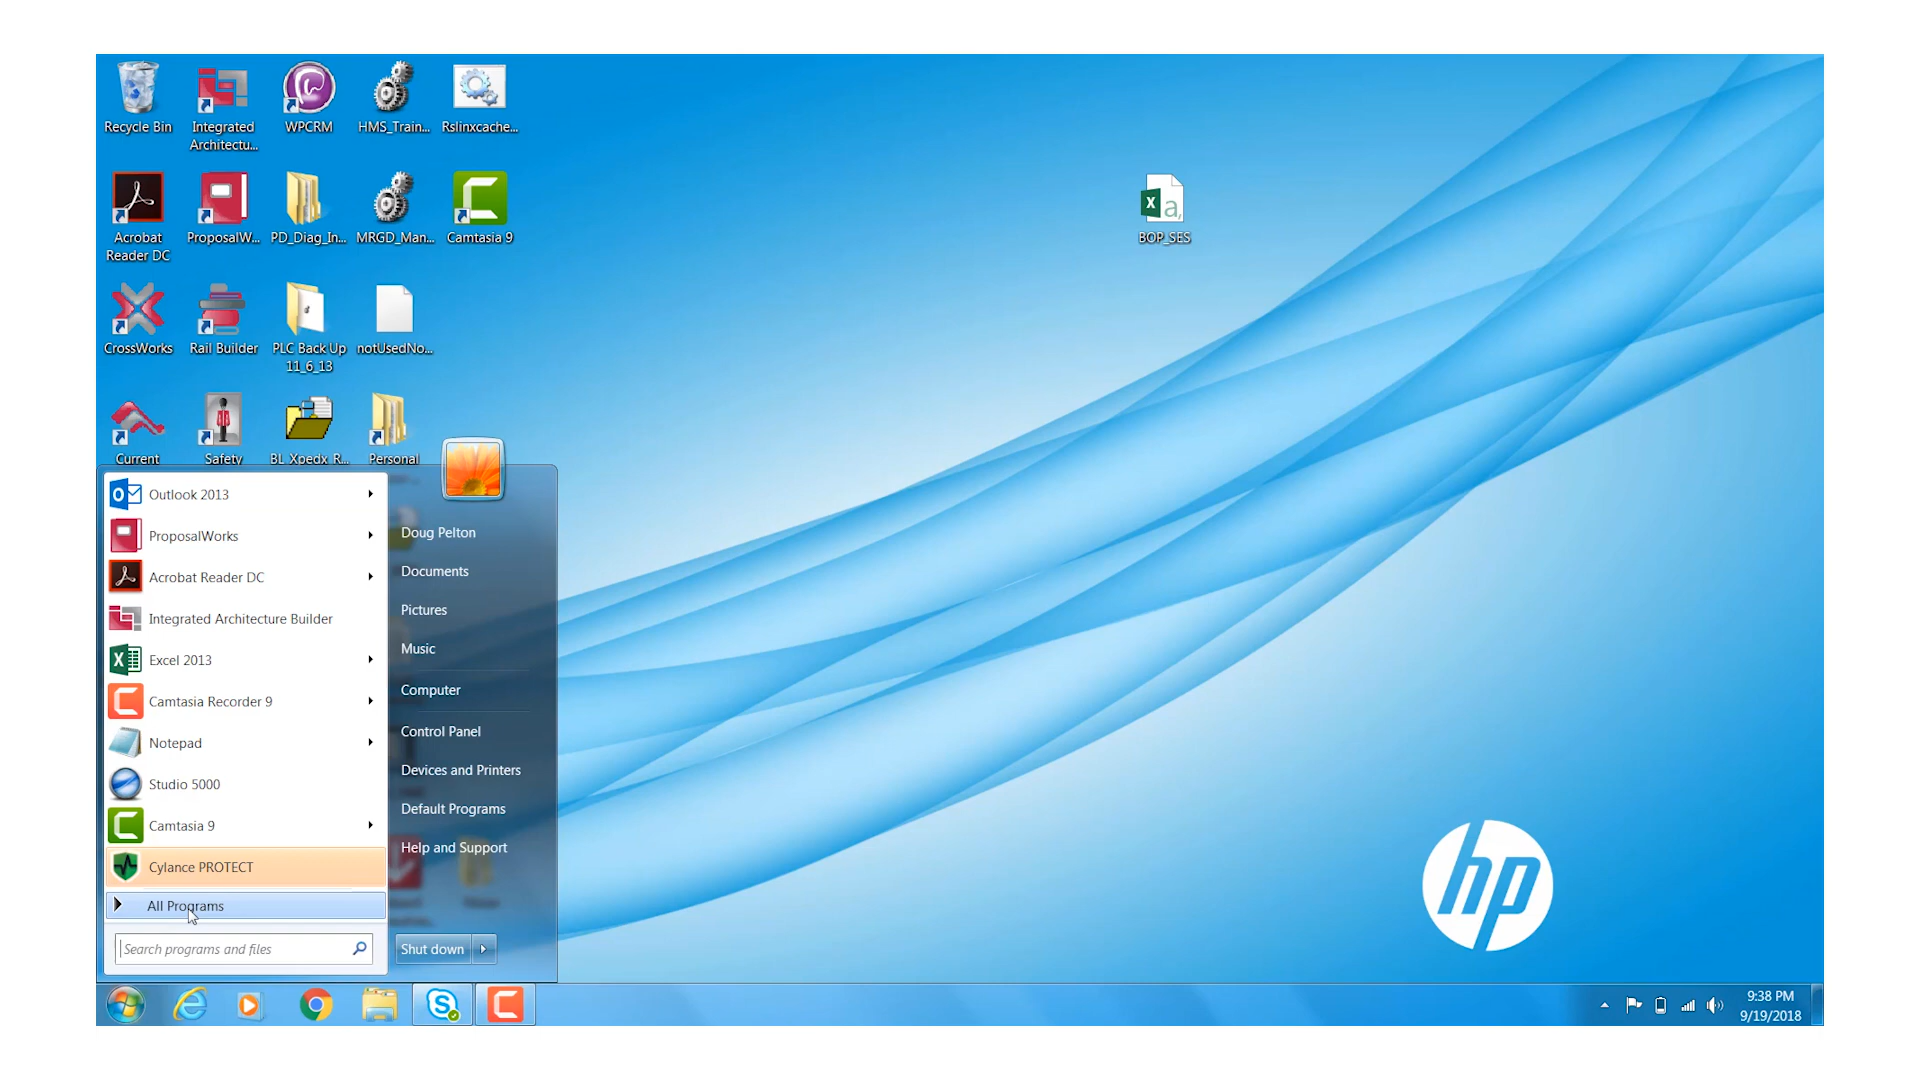 Recycle Bin
Integrated
Architectu...
WPCRM
HMS_Train...
Rslinxcache...
Acrobat
Reader DC
ProposalW...
PD_Diag_In...
MRGD_Man...
Camtasia 9
BOP_SES
CrossWorks
Rail Builder
PLC Back Up
11_6_13
notUsedNo...
Current
Safety
BL_Xpedx_R...
Personal
Outlook 2013
ProposalWorks
Acrobat Reader DC
Integrated Architecture Builder
Excel 2013
Camtasia Recorder 9
Notepad
Studio 5000
Camtasia 9
Cylance PROTECT
All Programs
Search programs and files
Doug Pelton
Documents
Pictures
Music
Computer
Control Panel
Devices and Printers
Default Programs
Help and Support
Shut down
hp
9:38 PM
9/19/2018